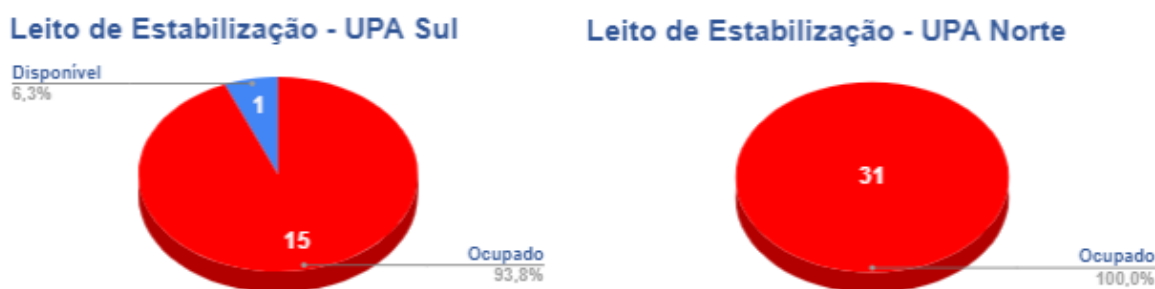 Leito de Estabilização - UPA Sul
Disponível
6,3%
1
15
Ocupado
93,8%
Leito de Estabilização - UPA Norte
31
Ocupado
100,0%